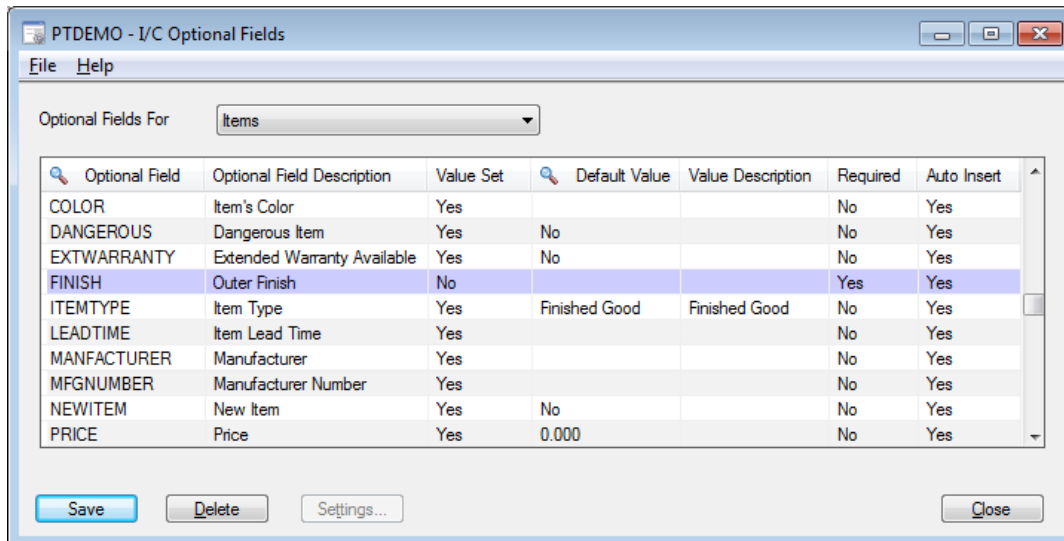 PTDEMO - I/C Optional Fields
File Help
Optional Fields For Items
Optional Field Optional Field Description Value Set Default Value Value Description Required Auto Insert
COLOR Item's Color Yes No Yes
DANGEROUS Dangerous Item Yes No No Yes
EXTWARRANTY Extended Warranty Available Yes No No Yes
FINISH Outer Finish No Yes Yes
ITEMTYPE Item Type Yes Finished Good Finished Good No Yes
LEADTIME Item Lead Time Yes No Yes
MANFACTURER Manufacturer Yes No Yes
MFGNUMBER Manufacturer Number Yes No Yes
NEWITEM New Item Yes No No Yes
PRICE Price Yes 0.000 No Yes
Save Delete Settings... Close